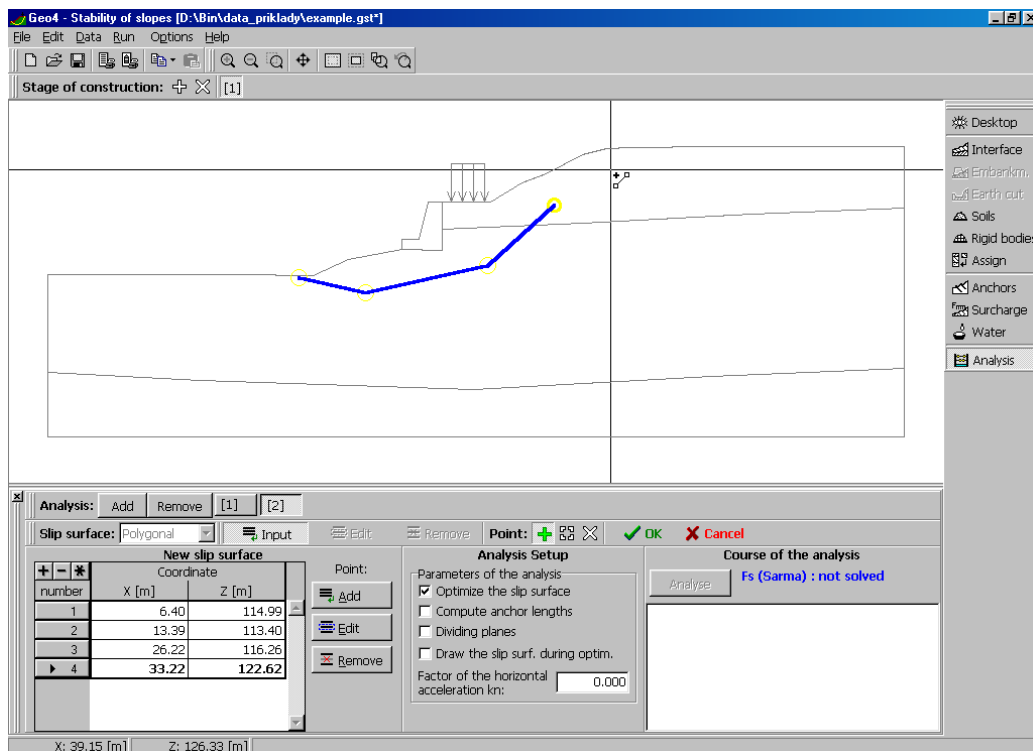 Geo4 - Stability of slopes [D:\Bin\data_priklady\example.gst*]
File Edit Data Run Options Help
Stage of construction: [1]
Desktop
Interface
Embankm.
Earth cut
Soils
Rigid bodies
Assign
Anchors
Surcharge
Water
Analysis
Analysis: Add Remove [1] [2]
Slip surface: Polygonal Input Edit Remove Point: OK Cancel
New slip surface
+ - * Coordinate
number X [m] Z [m]
1 6.40 114.99
2 13.39 113.40
3 26.22 116.26
4 33.22 122.62
Point:
Add
Edit
Remove
Analysis Setup
Parameters of the analysis
Optimize the slip surface
Compute anchor lengths
Dividing planes
Draw the slip surf. during optim.
Factor of the horizontal
acceleration kn: 0.000
Course of the analysis
Analyse Fs (Sarma) : not solved
X: 39.15 [m] Z: 126.33 [m]